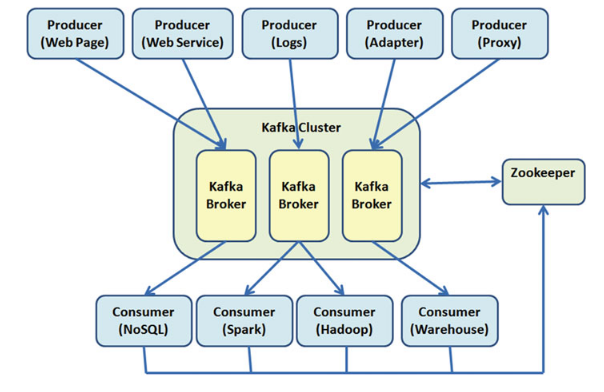 Producer
(Web Page)
Producer
(Web Service)
Producer
(Logs)
Producer
(Adapter)
Producer
(Proxy)
Kafka Cluster
Kafka
Broker
Kafka
Broker
Kafka
Broker
Zookeeper
Consumer
(NoSQL)
Consumer
(Spark)
Consumer
(Hadoop)
Consumer
(Warehouse)